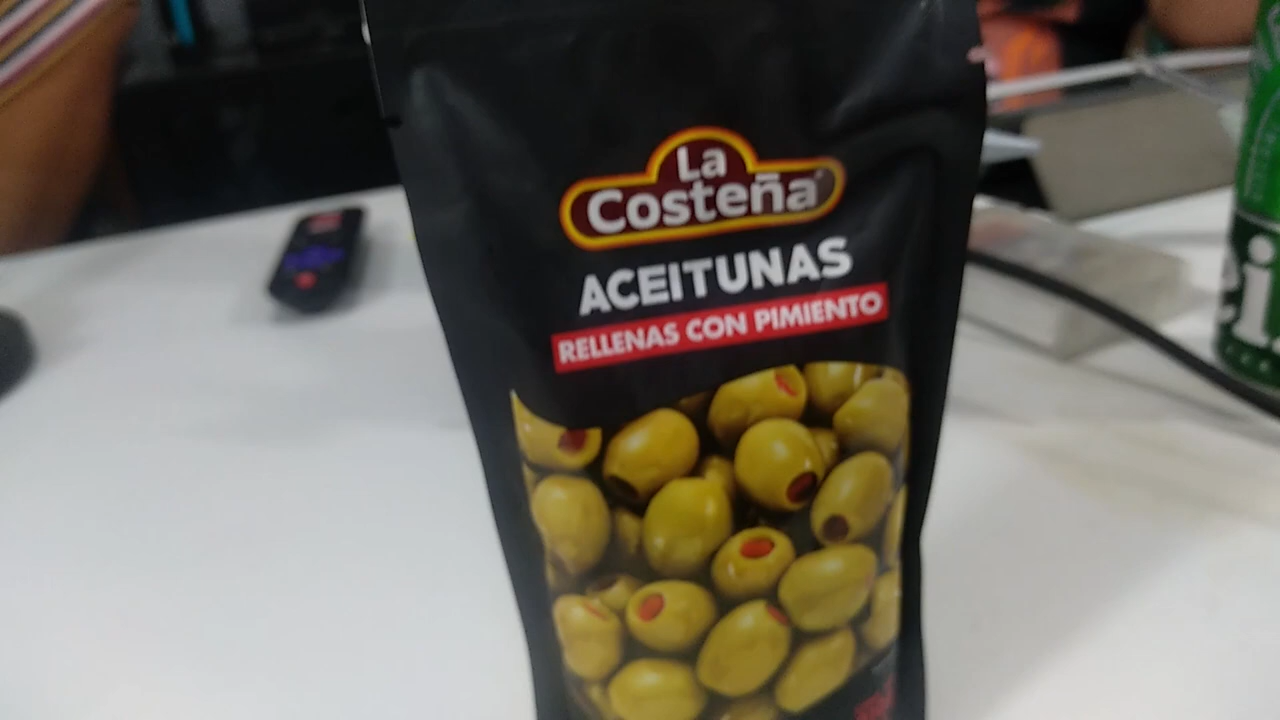 La
Costeña
ACEITUNAS
RELLENAS CON PIMIENTO